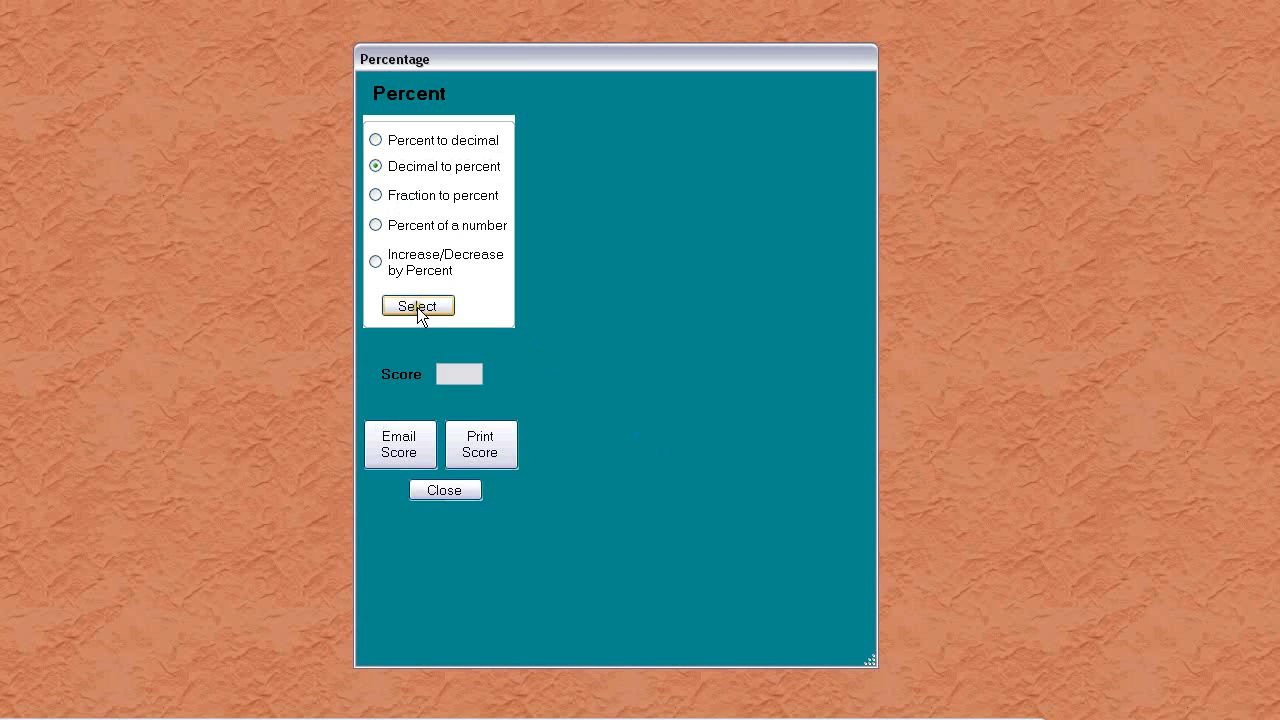 Percentage
Percent
Percent to decimal
Decimal to percent
Fraction to percent
Percent of a number
Increase/Decrease
by Percent
Select
Score
Email
Score
Print
Score
Close